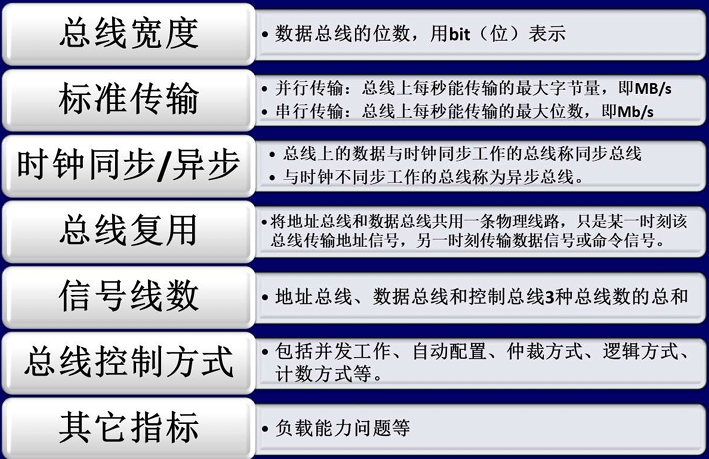 总线宽度
• 数据总线的位数，用bit（位）表示
标准传输
• 并行传输：总线上每秒能传输的最大字节量，即MB/s
• 串行传输：总线上每秒能传输的最大位数，即Mb/s
时钟同步/异步
• 总线上的数据与时钟同步工作的总线称同步总线
• 与时钟不同步工作的总线称为异步总线。
总线复用
•将地址总线和数据总线共用一条物理线路，只是某一时刻该
总线传输地址信号，另一时刻传输数据信号或命令信号。
信号线数
• 地址总线、数据总线和控制总线3种总线数的总和
总线控制方式
• 包括并发工作、自动配置、仲裁方式、逻辑方式、
计数方式等。
其它指标
• 负载能力问题等